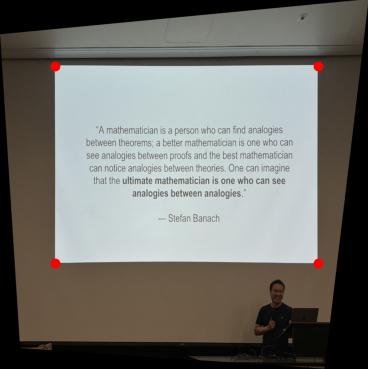 "A mathematician is a person who can find analogies
between theorems; a better mathematician is one who can
see analogies between proofs and the best mathematician
can notice analogies between theories. One can imagine
that the ultimate mathematician is one who can see
analogies between analogies."
— Stefan Banach